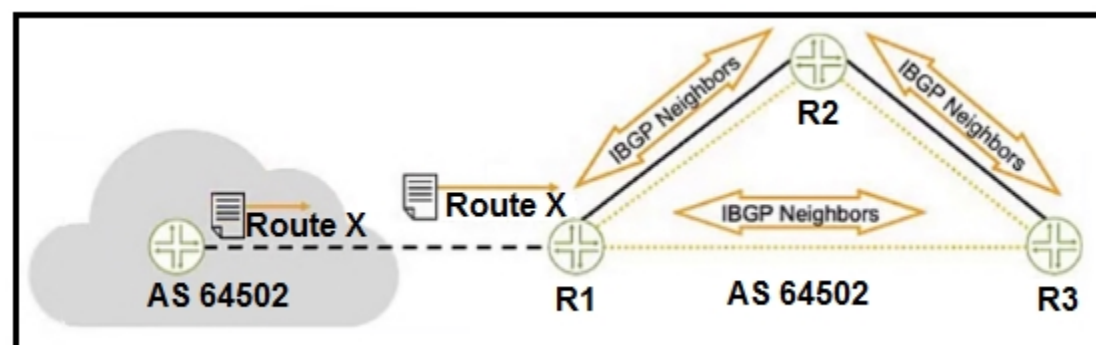 IBGP Neighbors
IBGP Neighbors
R2
Route X
Route X
IBGP Neighbors
AS 64502
R1
AS 64502
R3